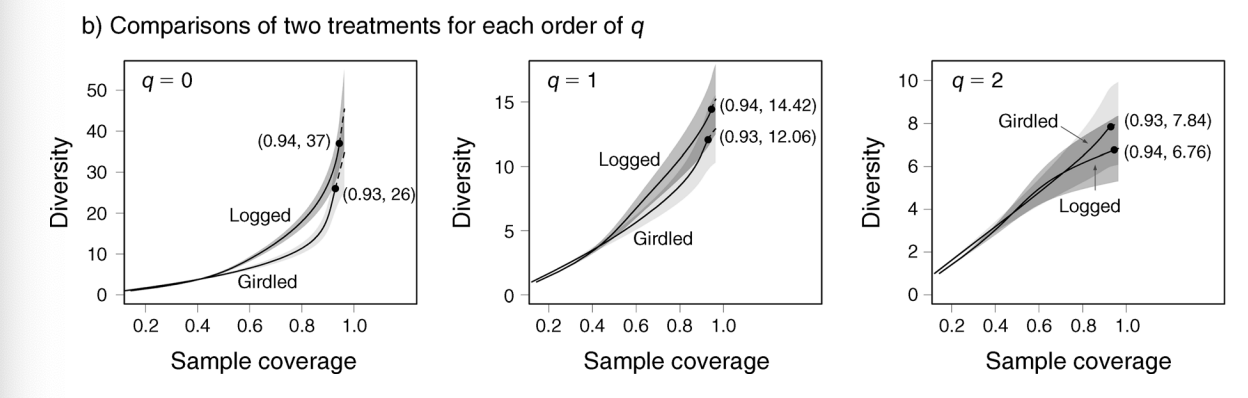 b) Comparisons of two treatments for each order of q
q = 0
50
40
30
20
10
0
Diversity
(0.94, 37)
(0.93, 26)
Logged
Girdled
0.2 0.4 0.6 0.8 1.0
Sample coverage
q = 1
15
10
5
0
Diversity
(0.94, 14.42)
(0.93, 12.06)
Logged
Girdled
0.2 0.4 0.6 0.8 1.0
Sample coverage
q = 2
10
8
6
4
2
0
Diversity
Girdled
(0.93, 7.84)
(0.94, 6.76)
Logged
0.2 0.4 0.6 0.8 1.0
Sample coverage